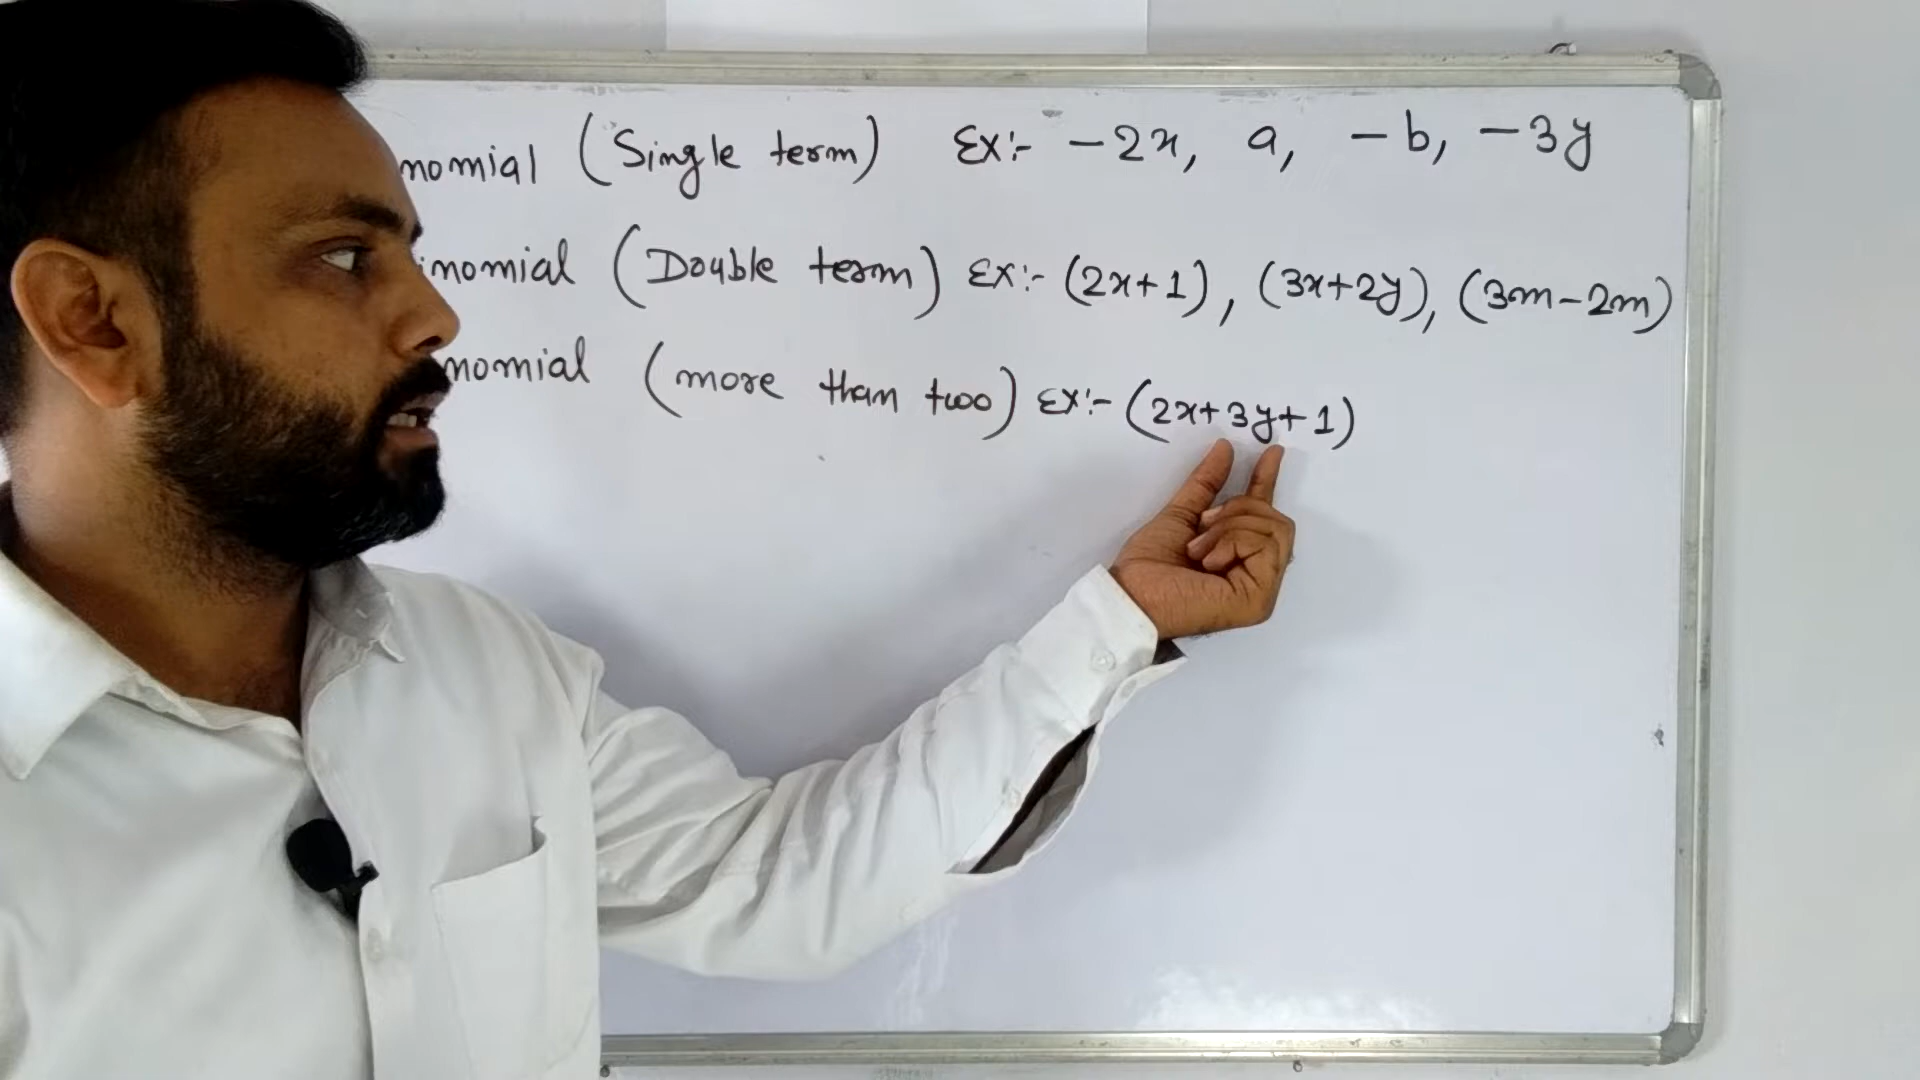 nomial (Single term) Ex:- -2x, a, -b, -3y
inomial (Double term) Ex:- (2x+1), (3x+2y), (3m-2m)
nomial (more than two) Ex:- (2x+3y+1)